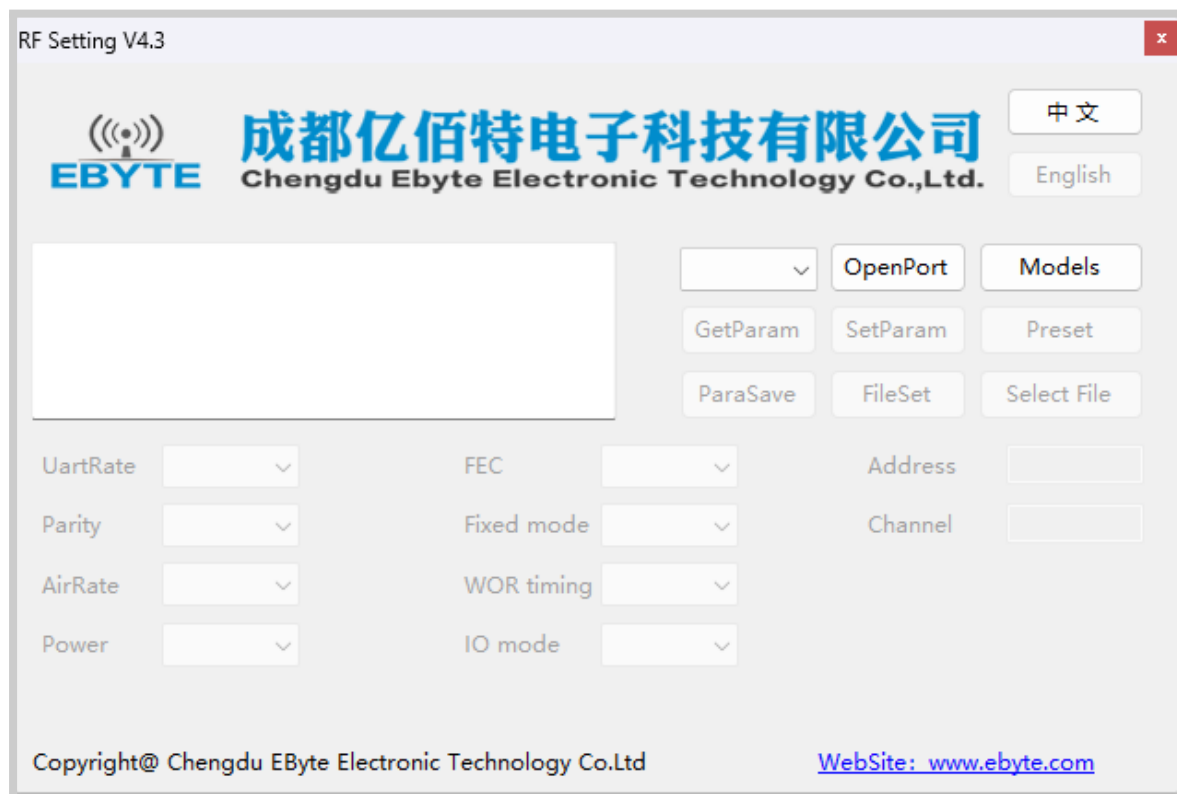 RF Setting V4.3
x
EBYTE
成都亿佰特电子科技有限公司
Chengdu Ebyte Electronic Technology Co.,Ltd.
中文
English
OpenPort
Models
GetParam
SetParam
Preset
ParaSave
FileSet
Select File
UartRate
FEC
Address
Parity
Fixed mode
Channel
AirRate
WOR timing
Power
IO mode
Copyright@ Chengdu EByte Electronic Technology Co.Ltd
WebSite：www.ebyte.com